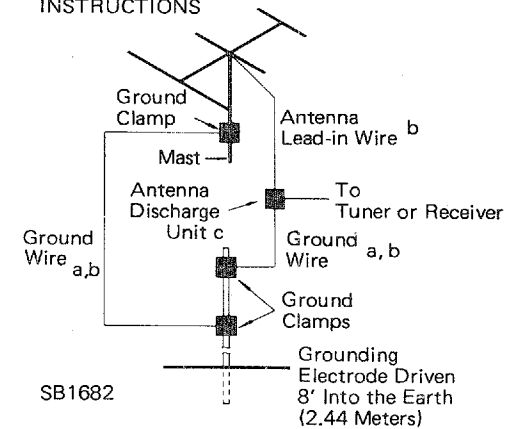 INSTRUCTIONS
Ground
Clamp
Antenna
Lead-in Wire b
Mast
Antenna
Discharge
Unit c
To
Tuner or Receiver
Ground
Wire a,b
Ground
Wire a, b
Ground
Clamps
Grounding
Electrode Driven
8' Into the Earth
(2.44 Meters)
SB1682